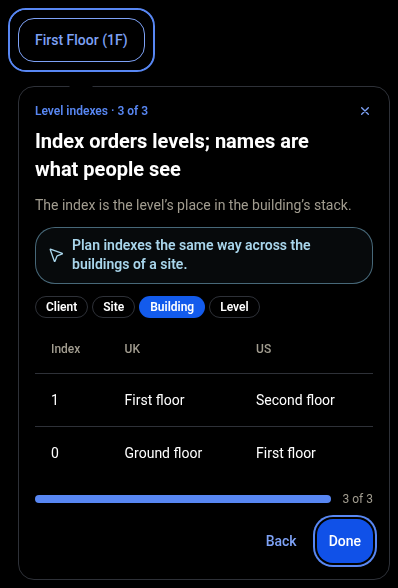 First Floor (1F)
Level indexes · 3 of 3
Index orders levels; names are
what people see
The index is the level’s place in the building’s stack.
Plan indexes the same way across the
buildings of a site.
Client Site Building Level
Index UK US
1 First floor Second floor
0 Ground floor First floor
3 of 3
Back Done